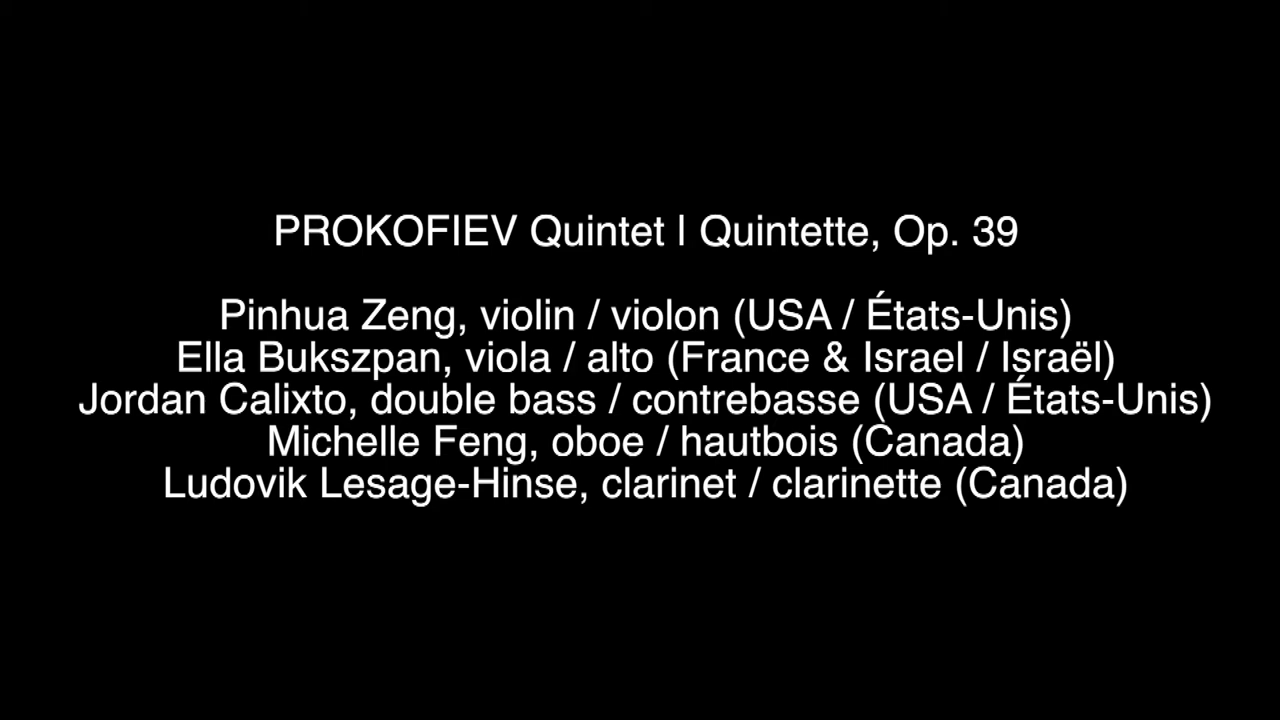 PROKOFIEV Quintet | Quintette, Op. 39
Pinhua Zeng, violin / violon (USA / États-Unis)
Ella Bukszpan, viola / alto (France & Israel / Israël)
Jordan Calixto, double bass / contrebasse (USA / États-Unis)
Michelle Feng, oboe / hautbois (Canada)
Ludovik Lesage-Hinse, clarinet / clarinette (Canada)